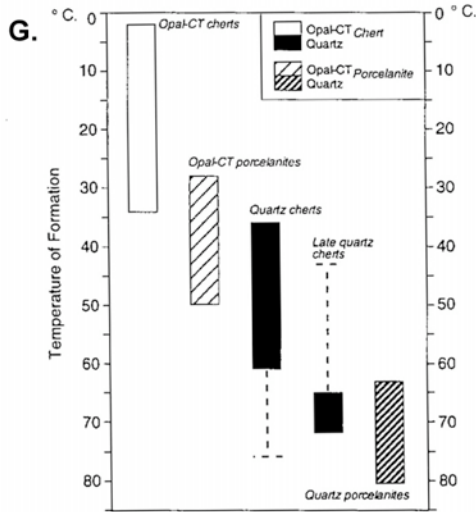 G.
° C.
0
10
20
30
40
50
60
70
80
Temperature of Formation
Opal-CT cherts
Opal-CT porcelanites
Quartz cherts
Late quartz
cherts
Quartz porcelanites
Opal-CT Chert
Quartz
Opal-CT Porcelanite
Quartz
° C.
0
10
20
30
40
50
60
70
80